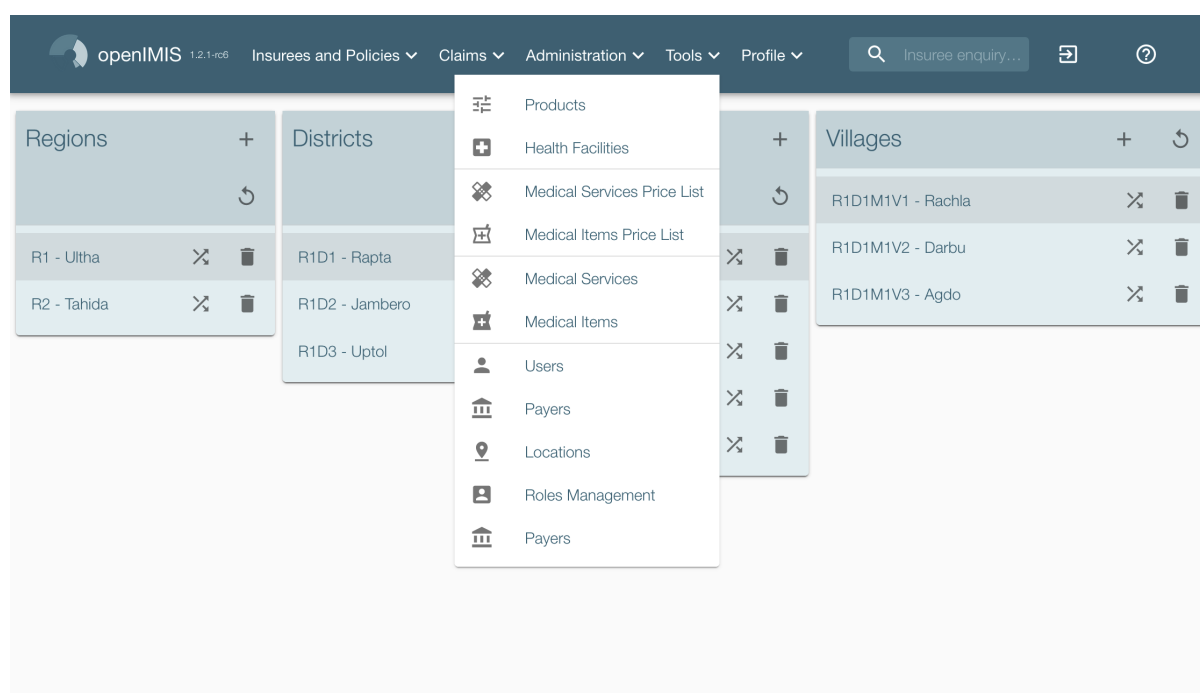 openIMIS 1.2.1-rc6 Insurees and Policies Claims Administration Tools Profile Insuree enquiry...
Regions
R1 - Ultha
R2 - Tahida
Districts
R1D1 - Rapta
R1D2 - Jambero
R1D3 - Uptol
Products
Health Facilities
Medical Services Price List
Medical Items Price List
Medical Services
Medical Items
Users
Payers
Locations
Roles Management
Payers
Villages
R1D1M1V1 - Rachla
R1D1M1V2 - Darbu
R1D1M1V3 - Agdo